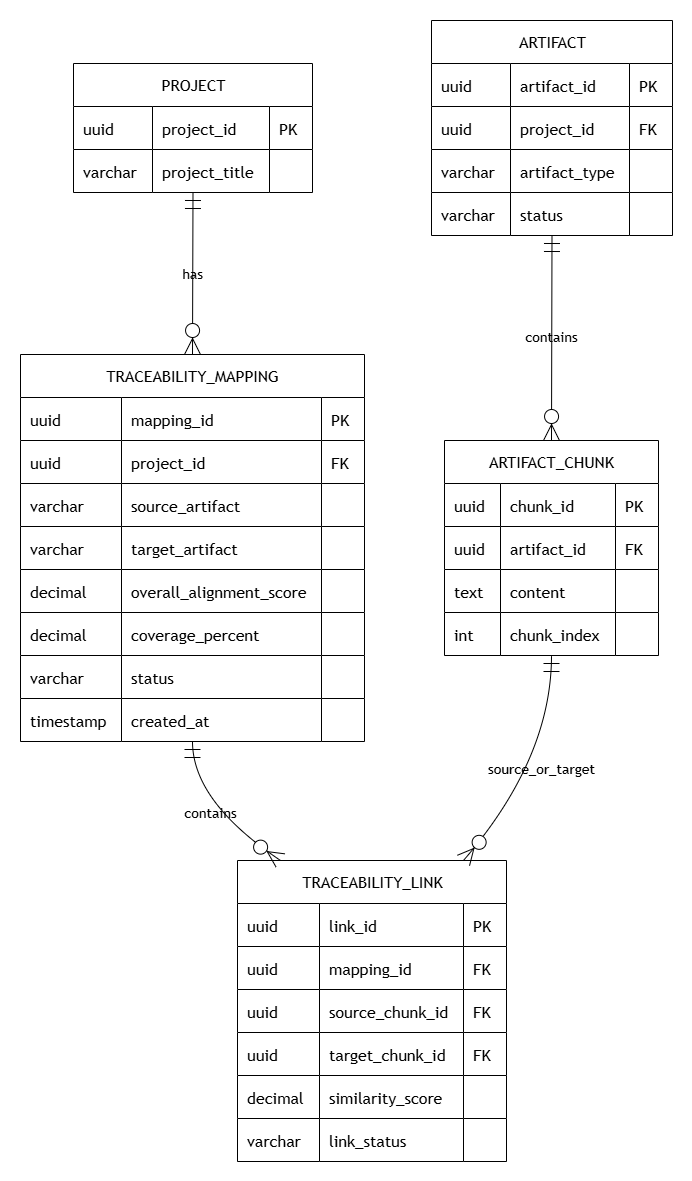 PROJECT
uuid project_id PK
varchar project_title
ARTIFACT
uuid artifact_id PK
uuid project_id FK
varchar artifact_type
varchar status
has
contains
TRACEABILITY_MAPPING
uuid mapping_id PK
uuid project_id FK
varchar source_artifact
varchar target_artifact
decimal overall_alignment_score
decimal coverage_percent
varchar status
timestamp created_at
ARTIFACT_CHUNK
uuid chunk_id PK
uuid artifact_id FK
text content
int chunk_index
contains
source_or_target
TRACEABILITY_LINK
uuid link_id PK
uuid mapping_id FK
uuid source_chunk_id FK
uuid target_chunk_id FK
decimal similarity_score
varchar link_status